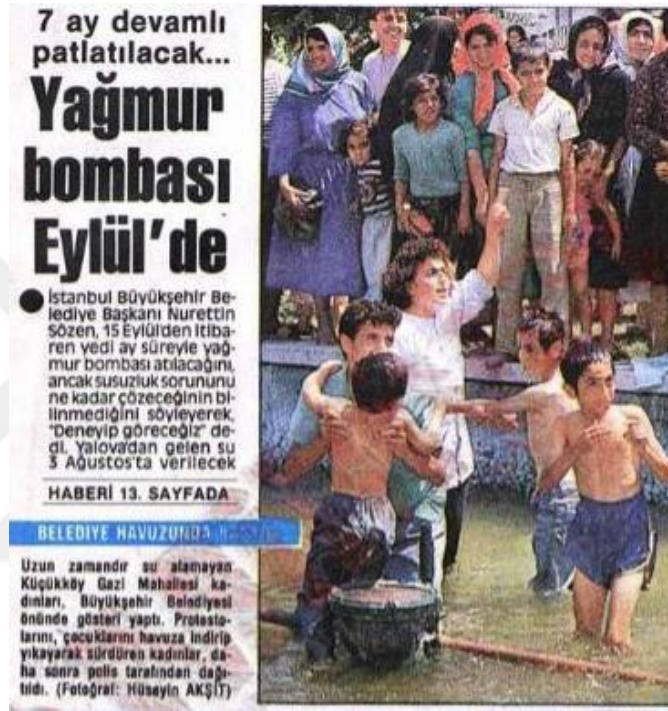 7 ay devamlı
patlatılacak...
Yağmur
bombası
Eylül'de
● İstanbul Büyükşehir Be-
lediye Başkanı Nurettin
Sözen, 15 Eylül'den itiba-
ren yedi ay süreyle yağ-
mur bombası atılacağını,
ancak susuzluk sorununu
ne kadar çözeceğinin bi-
linmediğini söyleyerek,
"Deneyip göreceğiz" de-
di. Yalova'dan gelen su
3 Ağustos'ta verilecek
HABERİ 13. SAYFADA
BELEDİYE HAVUZUNDA
Uzun zamandır su alamayan
Küçükköy Gazi Mahallesi ka-
dınları, Büyükşehir Belediyesi
önünde gösteri yaptı. Protesto-
larını, çocuklarını havuza indirip
yıkayarak sürdüren kadınlar, da-
ha sonra polis tarafından dağı-
tıldı. (Fotoğraf: Hüseyin AKŞİT)